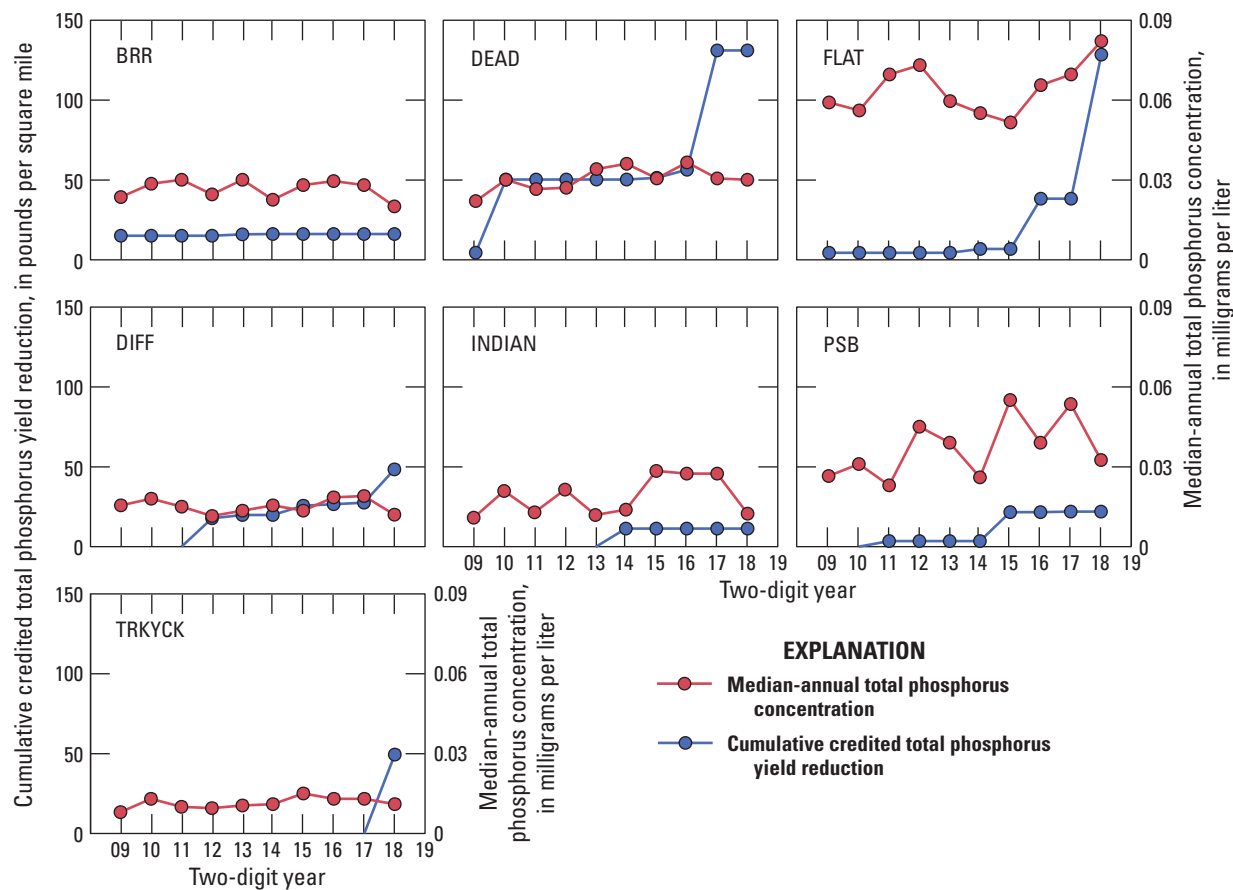 Cumulative credited total phosphorus yield reduction, in pounds per square mile
150
100
50
0
BRR
DEAD
FLAT
0.09
0.06
0.03
0
150
100
50
0
DIFF
INDIAN
PSB
0.09
0.06
0.03
0
Median-annual total phosphorus concentration,
in milligrams per liter
09 10 11 12 13 14 15 16 17 18 19
Two-digit year
09 10 11 12 13 14 15 16 17 18 19
Two-digit year
150
100
50
0
TRKYCK
0.09
0.06
0.03
0
Median-annual total
phosphorus concentration,
in milligrams per liter
09 10 11 12 13 14 15 16 17 18 19
Two-digit year
EXPLANATION
Median-annual total phosphorus
concentration
Cumulative credited total phosphorus
yield reduction